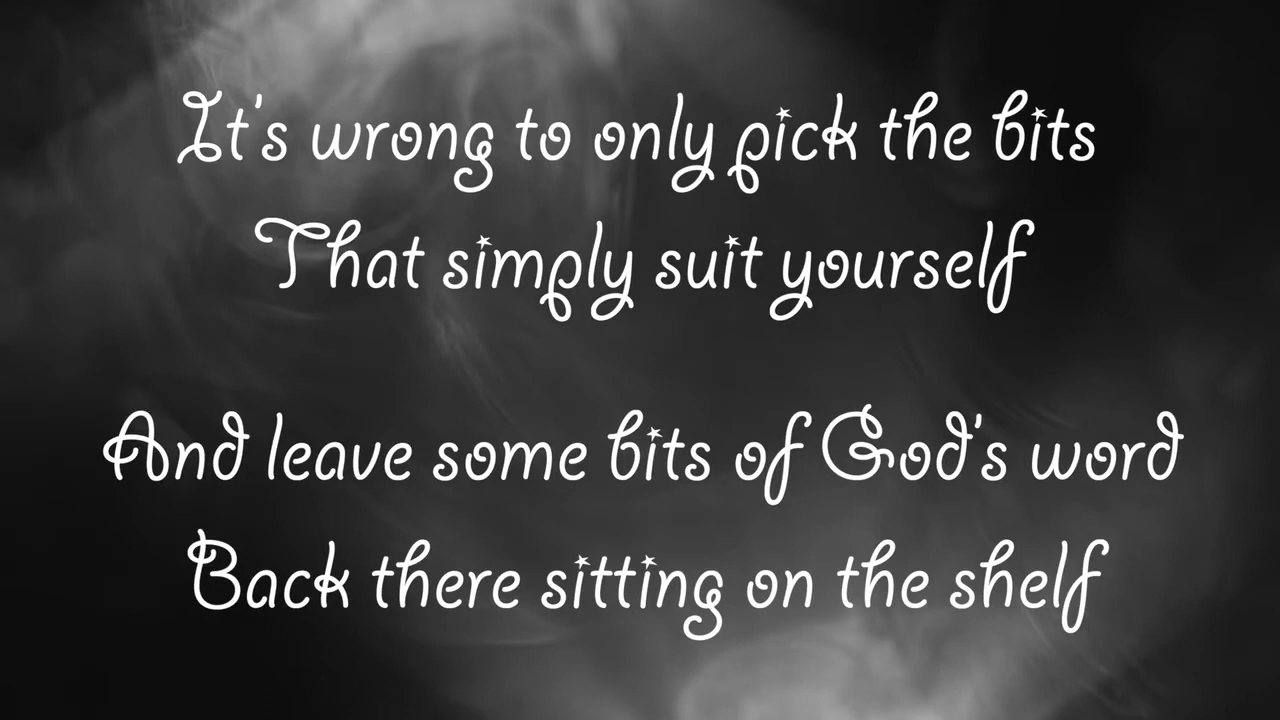 It's wrong to only pick the bits
That simply suit yourself
And leave some bits of God's word
Back there sitting on the shelf